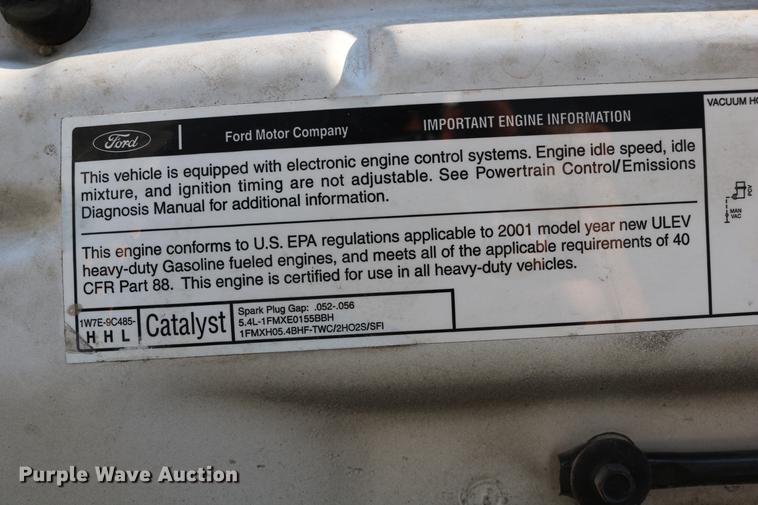 Ford
Ford Motor Company
IMPORTANT ENGINE INFORMATION
This vehicle is equipped with electronic engine control systems. Engine idle speed, idle
mixture, and ignition timing are not adjustable. See Powertrain Control/Emissions
Diagnosis Manual for additional information.
This engine conforms to U.S. EPA regulations applicable to 2001 model year new ULEV
heavy-duty Gasoline fueled engines, and meets all of the applicable requirements of 40
CFR Part 88. This engine is certified for use in all heavy-duty vehicles.
1W7E-9C485-
H H L
Catalyst
Spark Plug Gap: .052-.056
5.4L-1FMXE0155BBH
1FMXH05.4BHF-TWC/2HO2S/SFI
VACUUM HO
PCV
MAN
VAC
Purple Wave Auction